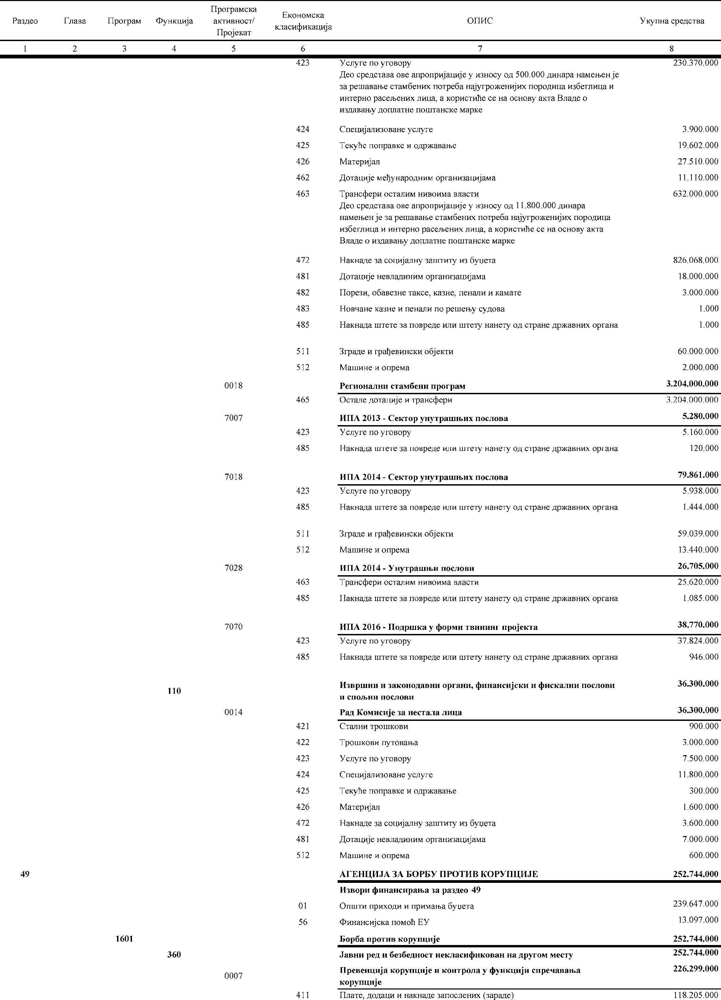 Раздео Глава Програм Функција Програмска активност/ Пројекат Економска класификација ОПИС Укупна средства
1 2 3 4 5 6 7 8
423 Услуге по уговору 230.370.000
Део средстава ове апропријације у износу од 500.000 динара намењен је
за решавање стамбених потреба најугроженијих породица избеглица и
интерно расељених лица, а користиће се на основу акта Владе о
издавању доплатне поштанске марке
424 Специјализоване услуге 3.900.000
425 Текуће поправке и одржавање 19.602.000
426 Материјал 27.510.000
462 Дотације међународним организацијама 11.110.000
463 Трансфери осталим нивоима власти 632.000.000
Део средстава ове апропријације у износу од 11.800.000 динара
намењен је за решавање стамбених потреба најугроженијих породица
избеглица и интерно расељених лица, а користиће се на основу акта
Владе о издавању доплатне поштанске марке
472 Накнаде за социјалну заштиту из буџета 826.068.000
481 Дотације невладиним организацијама 18.000.000
482 Порези, обавезне таксе, казне, пенали и камате 3.000.000
483 Новчане казне и пенали по решењу судова 1.000
485 Накнада штете за повреде или штету нанету од стране државних органа 1.000
511 Зграде и грађевински објекти 60.000.000
512 Машине и опрема 2.000.000
0018 Регионални стамбени програм 3.204.000.000
465 Остале дотације и трансфери 3.204.000.000
7007 ИПА 2013 - Сектор унутрашњих послова 5.280.000
423 Услуге по уговору 5.160.000
485 Накнада штете за повреде или штету нанету од стране државних органа 120.000
7018 ИПА 2014 - Сектор унутрашњих послова 79.861.000
423 Услуге по уговору 5.938.000
485 Накнада штете за повреде или штету нанету од стране државних органа 1.444.000
511 Зграде и грађевински објекти 59.039.000
512 Машине и опрема 13.440.000
7028 ИПА 2014 - Унутрашњи послови 26.705.000
463 Трансфери осталим нивоима власти 25.620.000
485 Накнада штете за повреде или штету нанету од стране државних органа 1.085.000
7070 ИПА 2016 - Подршка у форми твининг пројекта 38.770.000
423 Услуге по уговору 37.824.000
485 Накнада штете за повреде или штету нанету од стране државних органа 946.000
110 Извршни и законодавни органи, финансијски и фискални послови 36.300.000
и спољни послови
0014 Рад Комисије за нестала лица 36.300.000
421 Стални трошкови 900.000
422 Трошкови путовања 3.000.000
423 Услуге по уговору 7.500.000
424 Специјализоване услуге 11.800.000
425 Текуће поправке и одржавање 300.000
426 Материјал 1.600.000
472 Накнаде за социјалну заштиту из буџета 3.600.000
481 Дотације невладиним организацијама 7.000.000
512 Машине и опрема 600.000
49 АГЕНЦИЈА ЗА БОРБУ ПРОТИВ КОРУПЦИЈЕ 252.744.000
Извори финансирања за раздео 49
01 Општи приходи и примања буџета 239.647.000
56 Финансијска помоћ ЕУ 13.097.000
1601 Борба против корупције 252.744.000
360 Јавни ред и безбедност некласификован на другом месту 252.744.000
0007 Превенција корупције и контрола у функцији спречавања 226.299.000
корупције
411 Плате, додаци и накнаде запослених (зараде) 118.205.000